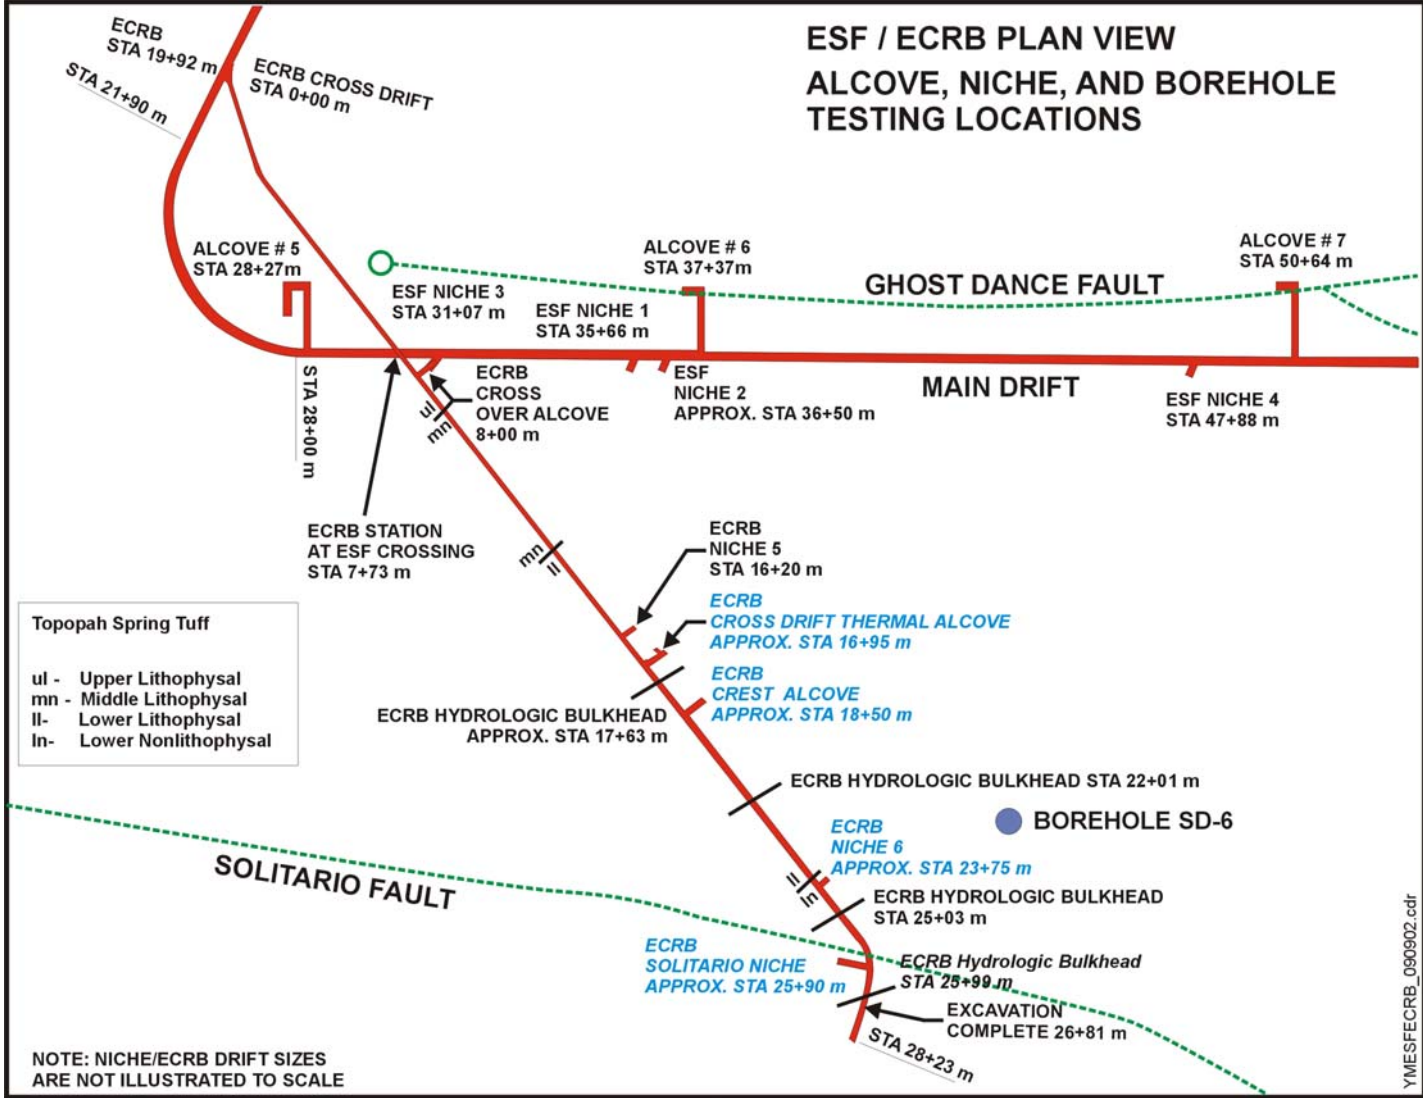 ESF / ECRB PLAN VIEW
ALCOVE, NICHE, AND BOREHOLE
TESTING LOCATIONS
ECRB
STA 19+92 m
STA 21+90 m
ECRB CROSS DRIFT
STA 0+00 m
ALCOVE # 5
STA 28+27m
ESF NICHE 3
STA 31+07 m
ESF NICHE 1
STA 35+66 m
ALCOVE # 6
STA 37+37m
GHOST DANCE FAULT
ALCOVE # 7
STA 50+64 m
STA 28+00 m
ECRB
CROSS
OVER ALCOVE
8+00 m
ul
mn
ESF
NICHE 2
APPROX. STA 36+50 m
MAIN DRIFT
ESF NICHE 4
STA 47+88 m
ECRB STATION
AT ESF CROSSING
STA 7+73 m
mn
ll
ECRB
NICHE 5
STA 16+20 m
ECRB
CROSS DRIFT THERMAL ALCOVE
APPROX. STA 16+95 m
ECRB
CREST ALCOVE
APPROX. STA 18+50 m
ECRB HYDROLOGIC BULKHEAD
APPROX. STA 17+63 m
Topopah Spring Tuff
ul - Upper Lithophysal
mn - Middle Lithophysal
ll- Lower Lithophysal
ln- Lower Nonlithophysal
ECRB HYDROLOGIC BULKHEAD STA 22+01 m
BOREHOLE SD-6
ECRB
NICHE 6
APPROX. STA 23+75 m
ll
ln
ECRB HYDROLOGIC BULKHEAD
STA 25+03 m
SOLITARIO FAULT
ECRB
SOLITARIO NICHE
APPROX. STA 25+90 m
ECRB Hydrologic Bulkhead
STA 25+99 m
EXCAVATION
COMPLETE 26+81 m
STA 28+23 m
NOTE: NICHE/ECRB DRIFT SIZES
ARE NOT ILLUSTRATED TO SCALE
YMESFECRB_090902.cdr